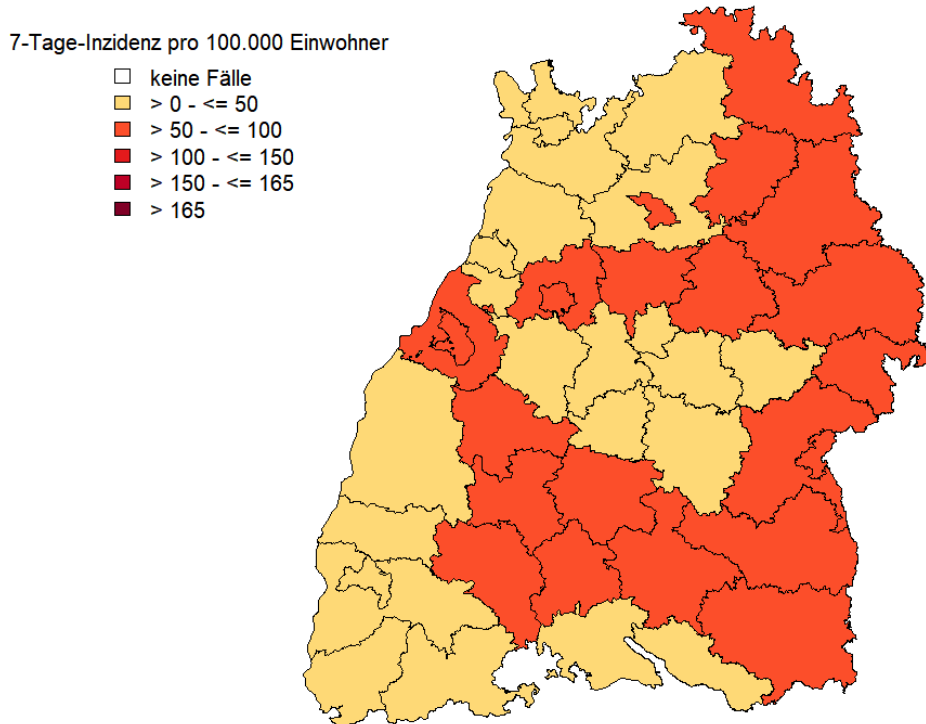 7-Tage-Inzidenz pro 100.000 Einwohner
keine Fälle
> 0 - <= 50
> 50 - <= 100
> 100 - <= 150
> 150 - <= 165
> 165